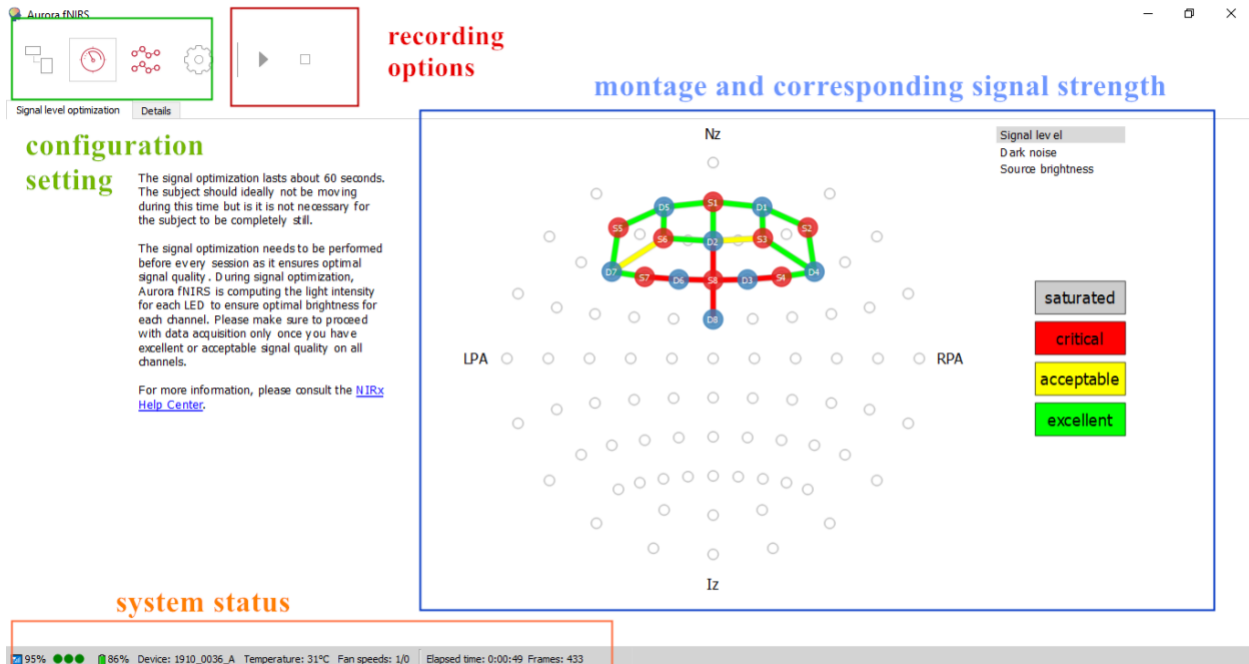 Aurora fNIRS
recording
options
montage and corresponding signal strength
Signal level optimization
Details
configuration
setting
The signal optimization lasts about 60 seconds.
The subject should ideally not be moving
during this time but is it is not necessary for
the subject to be completely still.
The signal optimization needs to be performed
before every session as it ensures optimal
signal quality. During signal optimization,
Aurora fNIRS is computing the light intensity
for each LED to ensure optimal brightness for
each channel. Please make sure to proceed
with data acquisition only once you have
excellent or acceptable signal quality on all
channels.
For more information, please consult the NIRx
Help Center.
Nz
Signal level
Dark noise
Source brightness
D5 S1 D1
S5 S6 D2 S3 S2
D7 S7 D6 S8 D3 S4 D4
D8
LPA
RPA
Iz
saturated
critical
acceptable
excellent
system status
95% 86% Device: 1910_0036_A Temperature: 31°C Fan speeds: 1/0 Elapsed time: 0:00:49 Frames: 433